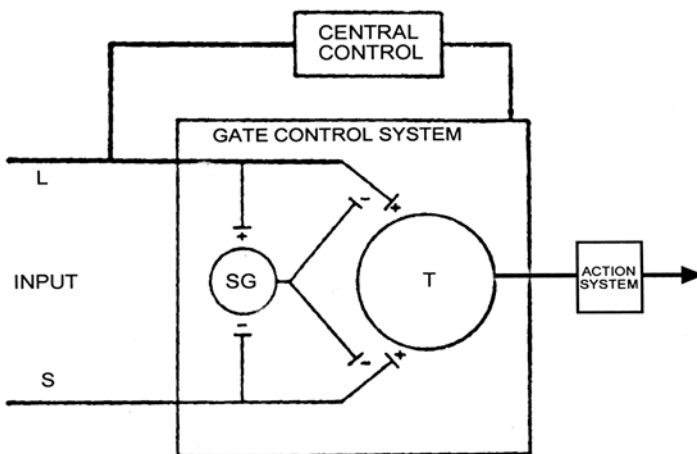 CENTRAL
CONTROL
GATE CONTROL SYSTEM
L
+
-
+
INPUT
SG
T
ACTION
SYSTEM
-
-
+
S